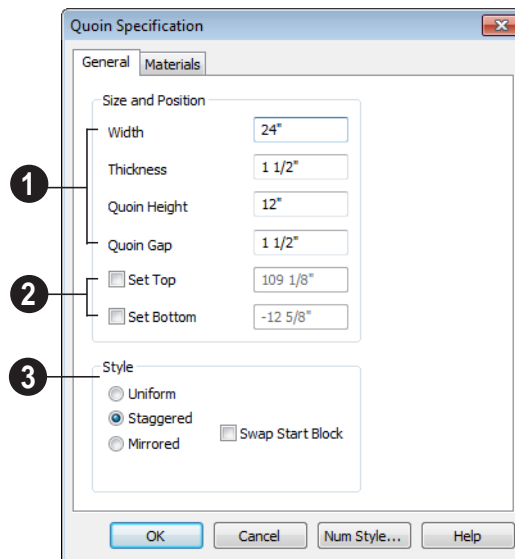 Quoin Specification
General Materials
Size and Position
Width 24"
Thickness 1 1/2"
1
Quoin Height 12"
Quoin Gap 1 1/2"
Set Top 109 1/8"
2
Set Bottom -12 5/8"
Style
3
Uniform
Staggered
Swap Start Block
Mirrored
OK Cancel Num Style... Help